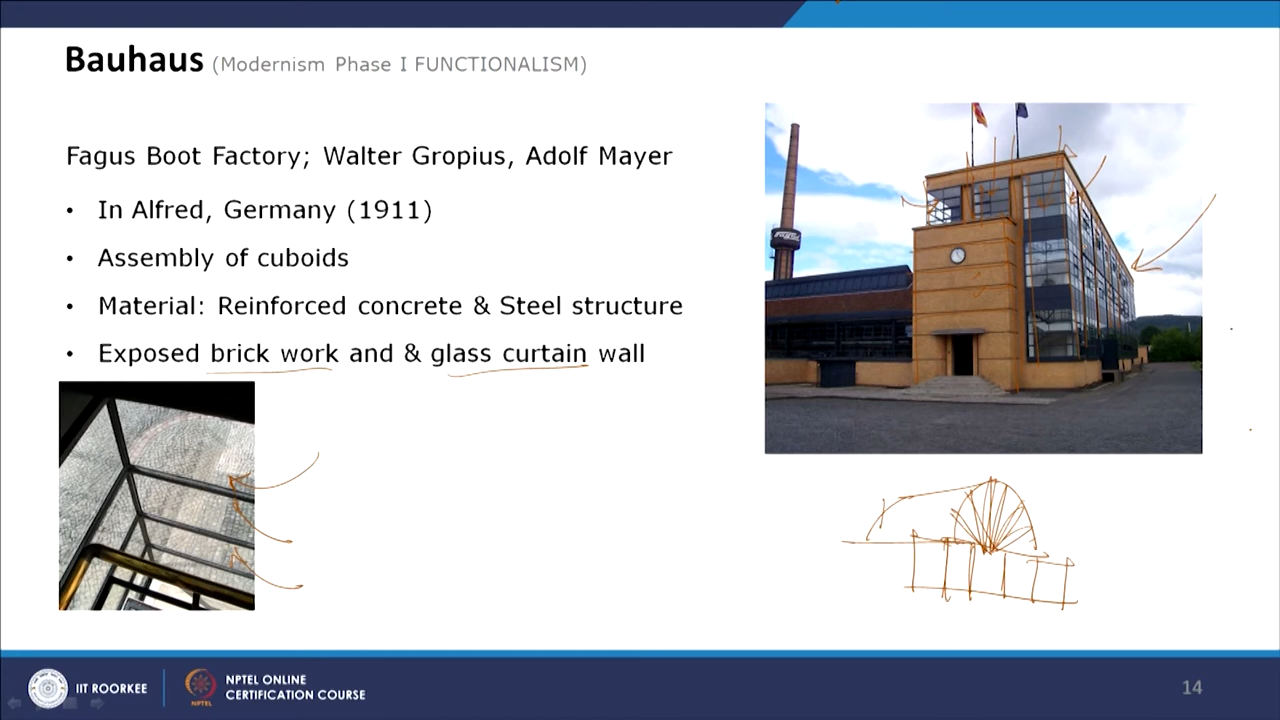 Bauhaus (Modernism Phase I FUNCTIONALISM)
Fagus Boot Factory; Walter Gropius, Adolf Mayer
• In Alfred, Germany (1911)
• Assembly of cuboids
• Material: Reinforced concrete & Steel structure
• Exposed brick work and & glass curtain wall
IIT ROORKEE
NPTEL
NPTEL ONLINE
CERTIFICATION COURSE
14